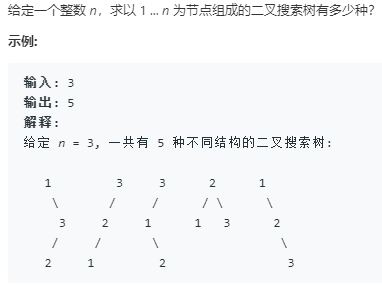 给定一个整数 n，求以 1 ... n 为节点组成的二叉搜索树有多少种？
示例:
输入: 3
输出: 5
解释:
给定 n = 3, 一共有 5 种不同结构的二叉搜索树:
1         3     3      2      1
\       /     /      / \      \
3     2     1      1   3      2
/     /       \                 \
2     1         2                 3